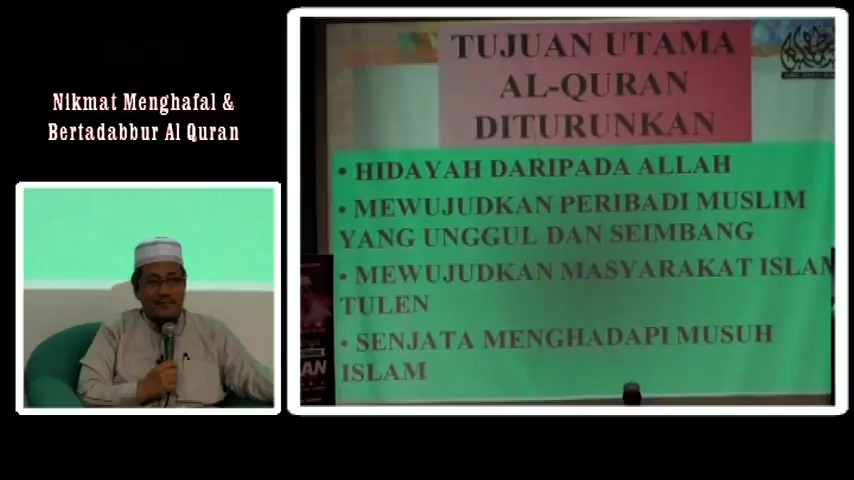 Nikmat Menghafal &
Bertadabbur Al Quran
TUJUAN UTAMA
AL-QURAN
DITURUNKAN
• HIDAYAH DARIPADA ALLAH
• MEWUJUDKAN PERIBADI MUSLIM
YANG UNGGUL DAN SEIMBANG
• MEWUJUDKAN MASYARAKAT ISLAM
TULEN
• SENJATA MENGHADAPI MUSUH
ISLAM